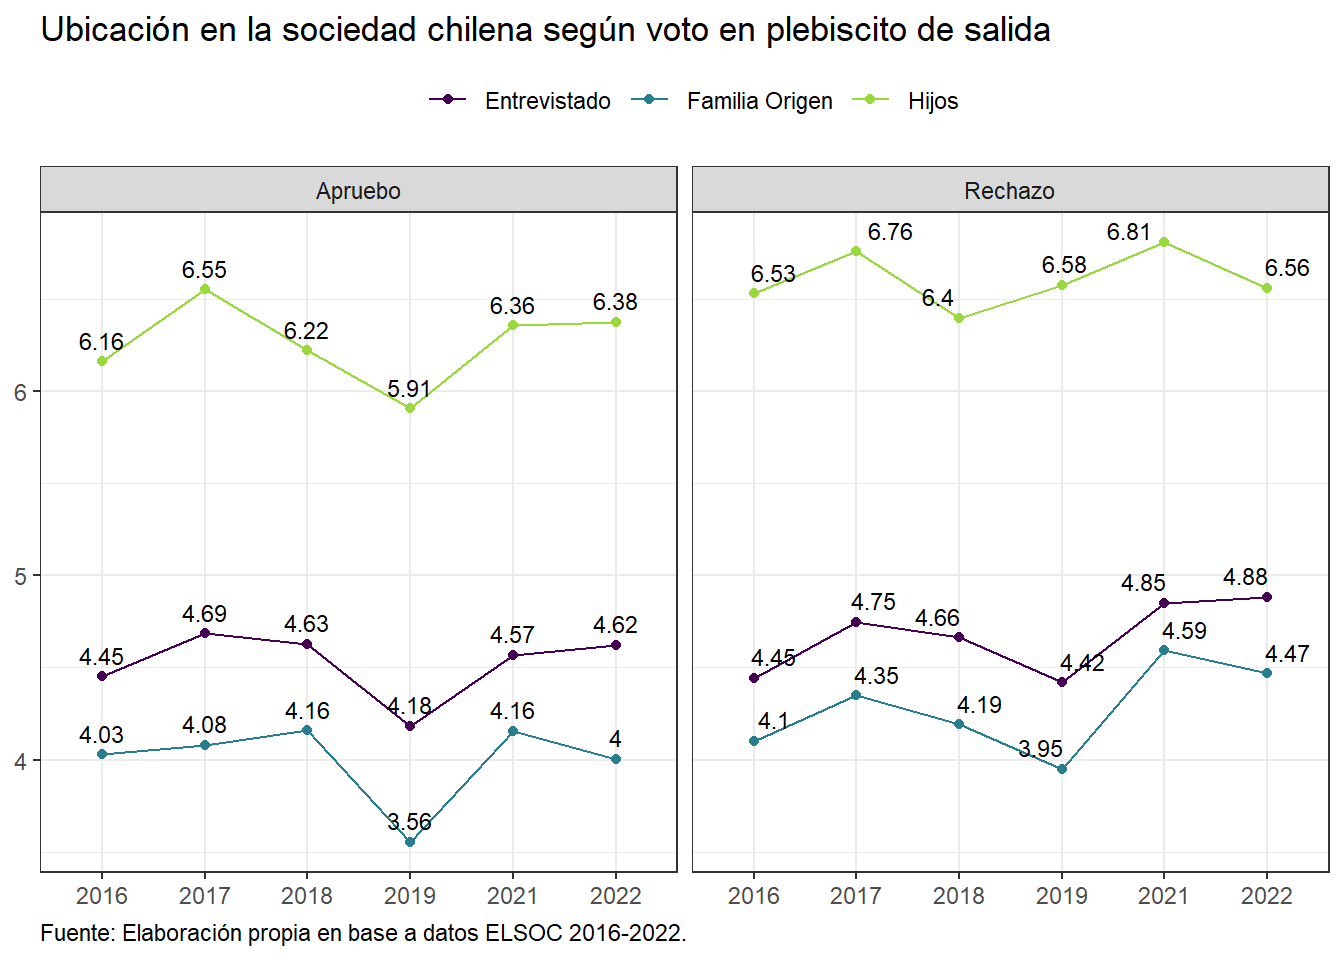 Ubicación en la sociedad chilena según voto en plebiscito de salida
Entrevistado Familia Origen Hijos
Apruebo
6.16 6.55 6.22 5.91 6.36 6.38
4.45 4.69 4.63 4.18 4.57 4.62
4.03 4.08 4.16 3.56 4.16 4
Rechazo
6.53 6.76 6.4 6.58 6.81 6.56
4.45 4.75 4.66 4.42 4.85 4.88
4.1 4.35 4.19 3.95 4.59 4.47
6
5
4
2016 2017 2018 2019 2021 2022
2016 2017 2018 2019 2021 2022
Fuente: Elaboración propia en base a datos ELSOC 2016-2022.